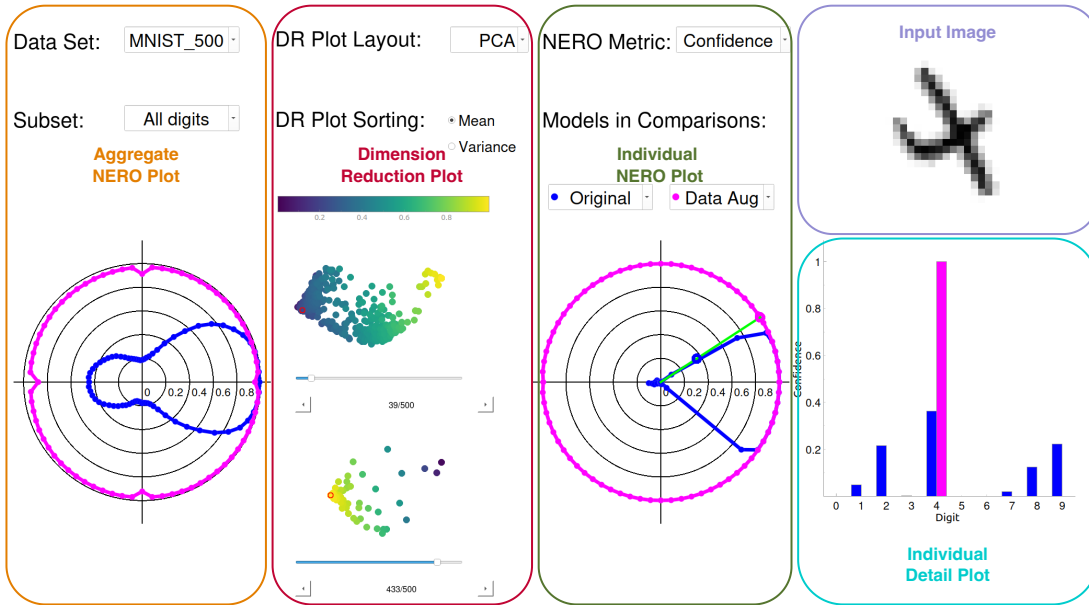 Data Set: MNIST_500
Subset: All digits
Aggregate
NERO Plot
0 0.2 0.4 0.6 0.8
DR Plot Layout: PCA
DR Plot Sorting: Mean
Variance
Dimension
Reduction Plot
0.2 0.4 0.6 0.8
39/500
433/500
NERO Metric: Confidence
Models in Comparisons:
Individual
NERO Plot
Original Data Aug
0 0.2 0.4 0.6 0.8
Input Image
1
0.8
0.6
0.4
0.2
Confidence
0 1 2 3 4 5 6 7 8 9
Digit
Individual
Detail Plot